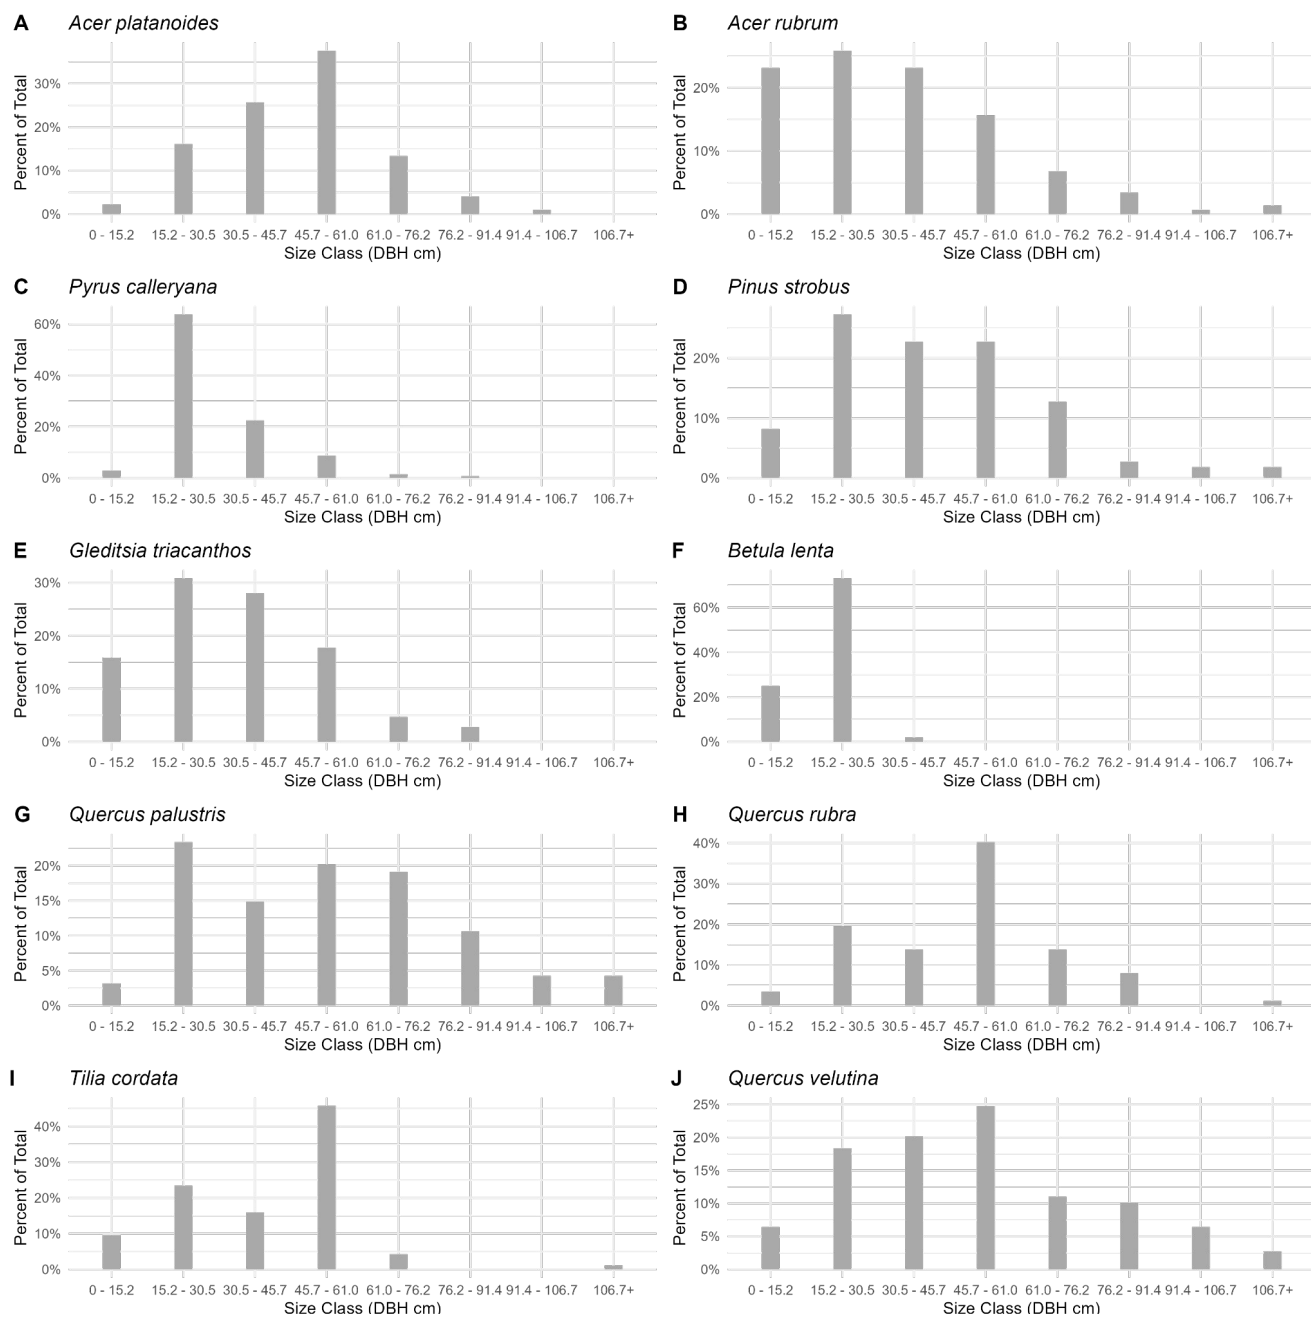 A Acer platanoides
Percent of Total
30%
20%
10%
0%
0 - 15.2 15.2 - 30.5 30.5 - 45.7 45.7 - 61.0 61.0 - 76.2 76.2 - 91.4 91.4 - 106.7 106.7+
Size Class (DBH cm)
B Acer rubrum
Percent of Total
20%
10%
0%
0 - 15.2 15.2 - 30.5 30.5 - 45.7 45.7 - 61.0 61.0 - 76.2 76.2 - 91.4 91.4 - 106.7 106.7+
Size Class (DBH cm)
C Pyrus calleryana
Percent of Total
60%
40%
20%
0%
0 - 15.2 15.2 - 30.5 30.5 - 45.7 45.7 - 61.0 61.0 - 76.2 76.2 - 91.4 91.4 - 106.7 106.7+
Size Class (DBH cm)
D Pinus strobus
Percent of Total
20%
10%
0%
0 - 15.2 15.2 - 30.5 30.5 - 45.7 45.7 - 61.0 61.0 - 76.2 76.2 - 91.4 91.4 - 106.7 106.7+
Size Class (DBH cm)
E Gleditsia triacanthos
Percent of Total
30%
20%
10%
0%
0 - 15.2 15.2 - 30.5 30.5 - 45.7 45.7 - 61.0 61.0 - 76.2 76.2 - 91.4 91.4 - 106.7 106.7+
Size Class (DBH cm)
F Betula lenta
Percent of Total
60%
40%
20%
0%
0 - 15.2 15.2 - 30.5 30.5 - 45.7 45.7 - 61.0 61.0 - 76.2 76.2 - 91.4 91.4 - 106.7 106.7+
Size Class (DBH cm)
G Quercus palustris
Percent of Total
20%
15%
10%
5%
0%
0 - 15.2 15.2 - 30.5 30.5 - 45.7 45.7 - 61.0 61.0 - 76.2 76.2 - 91.4 91.4 - 106.7 106.7+
Size Class (DBH cm)
H Quercus rubra
Percent of Total
40%
30%
20%
10%
0%
0 - 15.2 15.2 - 30.5 30.5 - 45.7 45.7 - 61.0 61.0 - 76.2 76.2 - 91.4 91.4 - 106.7 106.7+
Size Class (DBH cm)
I Tilia cordata
Percent of Total
40%
30%
20%
10%
0%
0 - 15.2 15.2 - 30.5 30.5 - 45.7 45.7 - 61.0 61.0 - 76.2 76.2 - 91.4 91.4 - 106.7 106.7+
Size Class (DBH cm)
J Quercus velutina
Percent of Total
25%
20%
15%
10%
5%
0%
0 - 15.2 15.2 - 30.5 30.5 - 45.7 45.7 - 61.0 61.0 - 76.2 76.2 - 91.4 91.4 - 106.7 106.7+
Size Class (DBH cm)